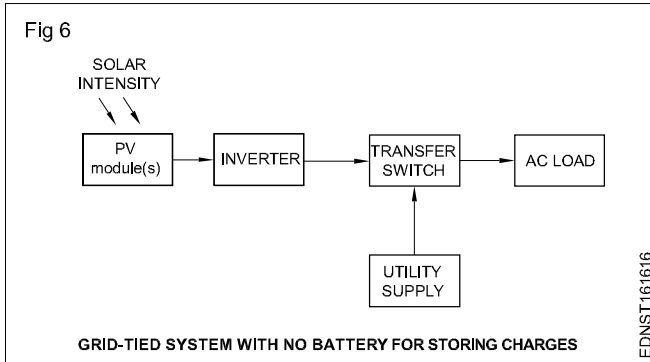 Fig 6
SOLAR
INTENSITY
PV
module(s)
INVERTER
TRANSFER
SWITCH
AC LOAD
UTILITY
SUPPLY
GRID-TIED SYSTEM WITH NO BATTERY FOR STORING CHARGES
EDNST161616